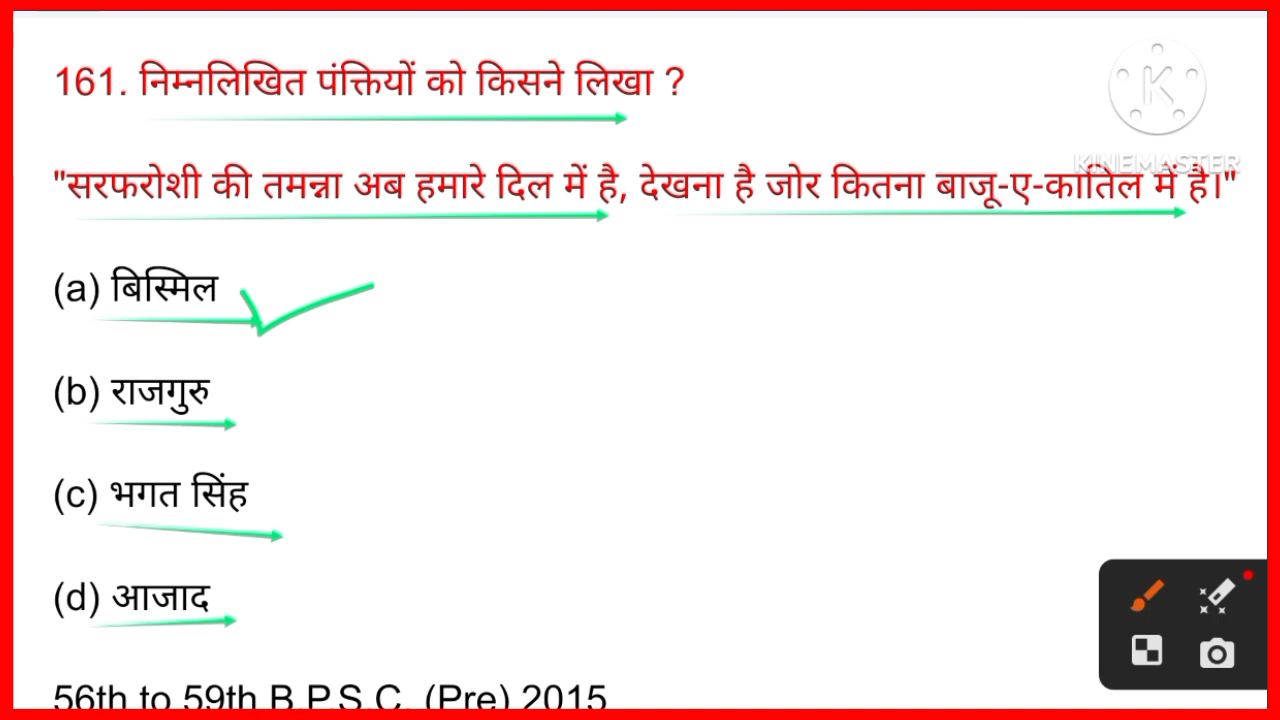 161. निम्नलिखित पंक्तियों को किसने लिखा ?
K
KINEMASTER
"सरफरोशी की तमन्ना अब हमारे दिल में है, देखना है जोर कितना बाजू-ए-कातिल में है।"
(a) बिस्मिल
(b) राजगुरु
(c) भगत सिंह
(d) आजाद
56th to 59th B.P.S.C. (Pre) 2015